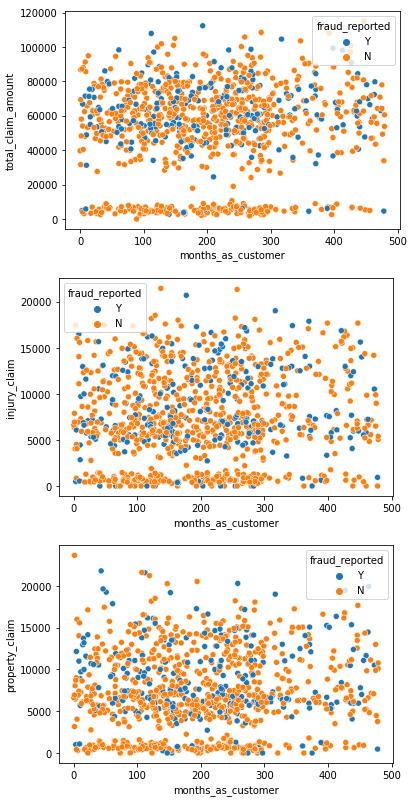 120000
100000
80000
60000
40000
20000
0
total_claim_amount
fraud_reported
Y
N
0 100 200 300 400 500
months_as_customer
20000
15000
10000
5000
0
injury_claim
fraud_reported
Y
N
0 100 200 300 400 500
months_as_customer
20000
15000
10000
5000
0
property_claim
fraud_reported
Y
N
0 100 200 300 400 500
months_as_customer